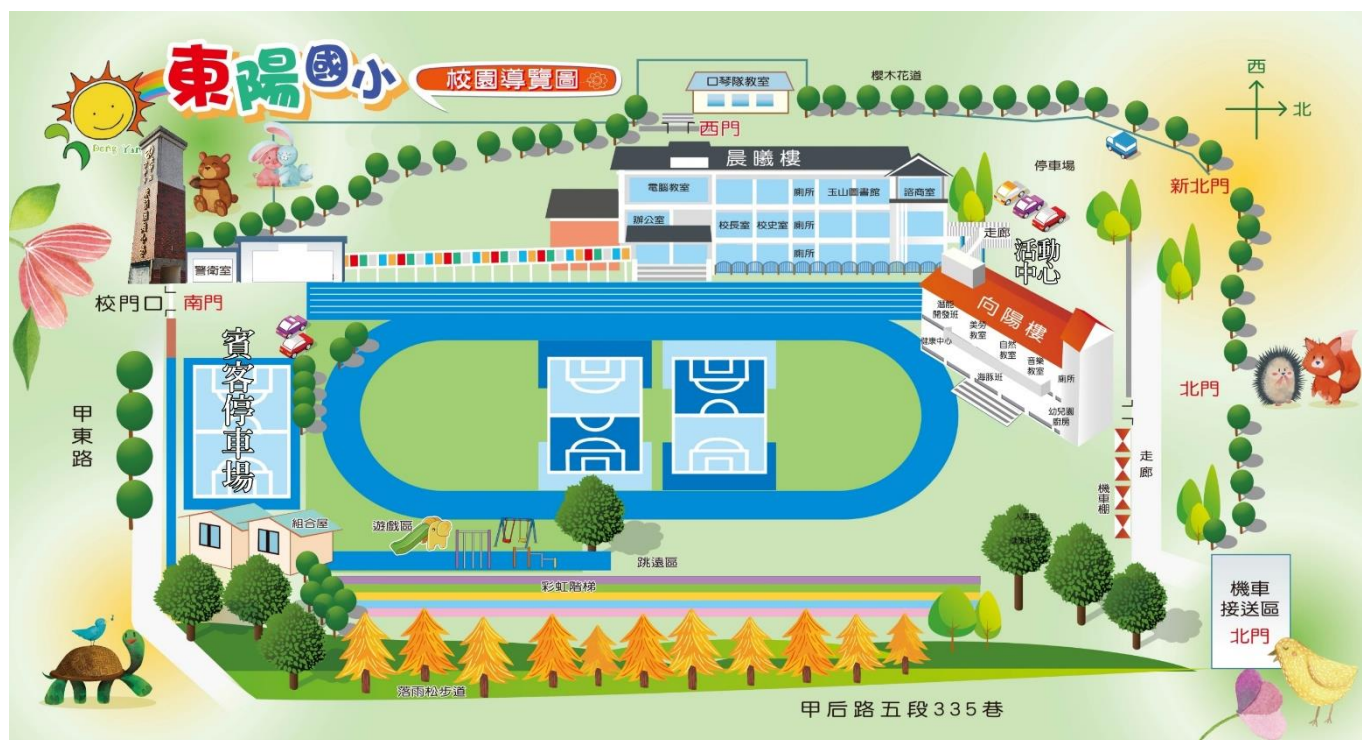 東陽國小
校園導覽圖
Dong Yang
口琴隊教室
櫻木花道
西
北
西門
晨曦樓
停車場
新北門
電腦教室
廁所
玉山圖書館
諮商室
辦公室
校長室
校史室
廁所
廁所
走廊
活動
中心
警衛室
校門口
南門
向陽樓
潛能
開發班
美勞
教室
自然
教室
音樂
教室
廁所
健康中心
海豚班
幼兒園
廚房
北門
賓客停車場
甲東路
走廊
機車棚
組合屋
遊戲區
跳遠區
彩虹階梯
機車
接送區
北門
落雨松步道
甲后路五段335巷